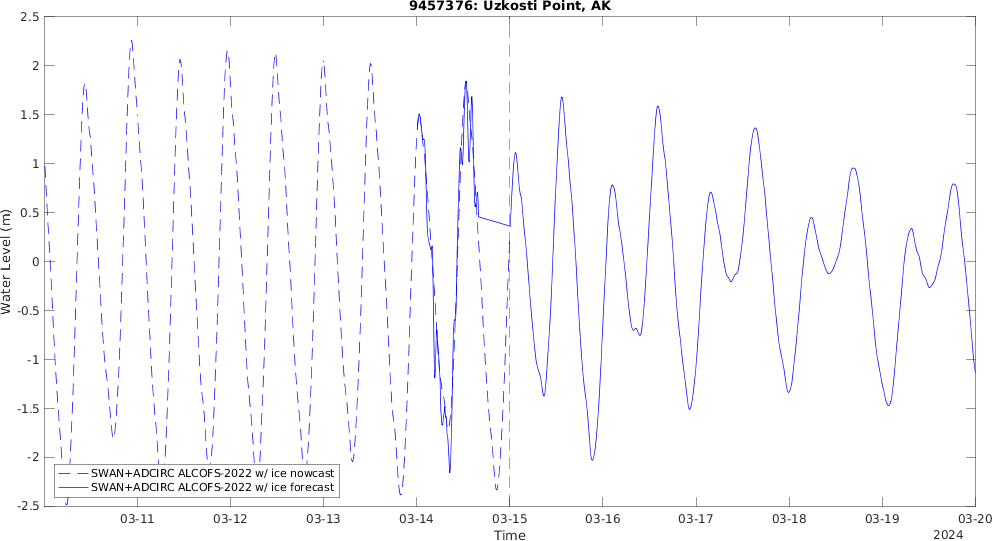 9457376: Uzkosti Point, AK
2.5
2
1.5
1
0.5
0
-0.5
-1
-1.5
-2
-2.5
Water Level (m)
SWAN+ADCIRC ALCOFS-2022 w/ ice nowcast
SWAN+ADCIRC ALCOFS-2022 w/ ice forecast
03-11 03-12 03-13 03-14 03-15 03-16 03-17 03-18 03-19 03-20
Time
2024